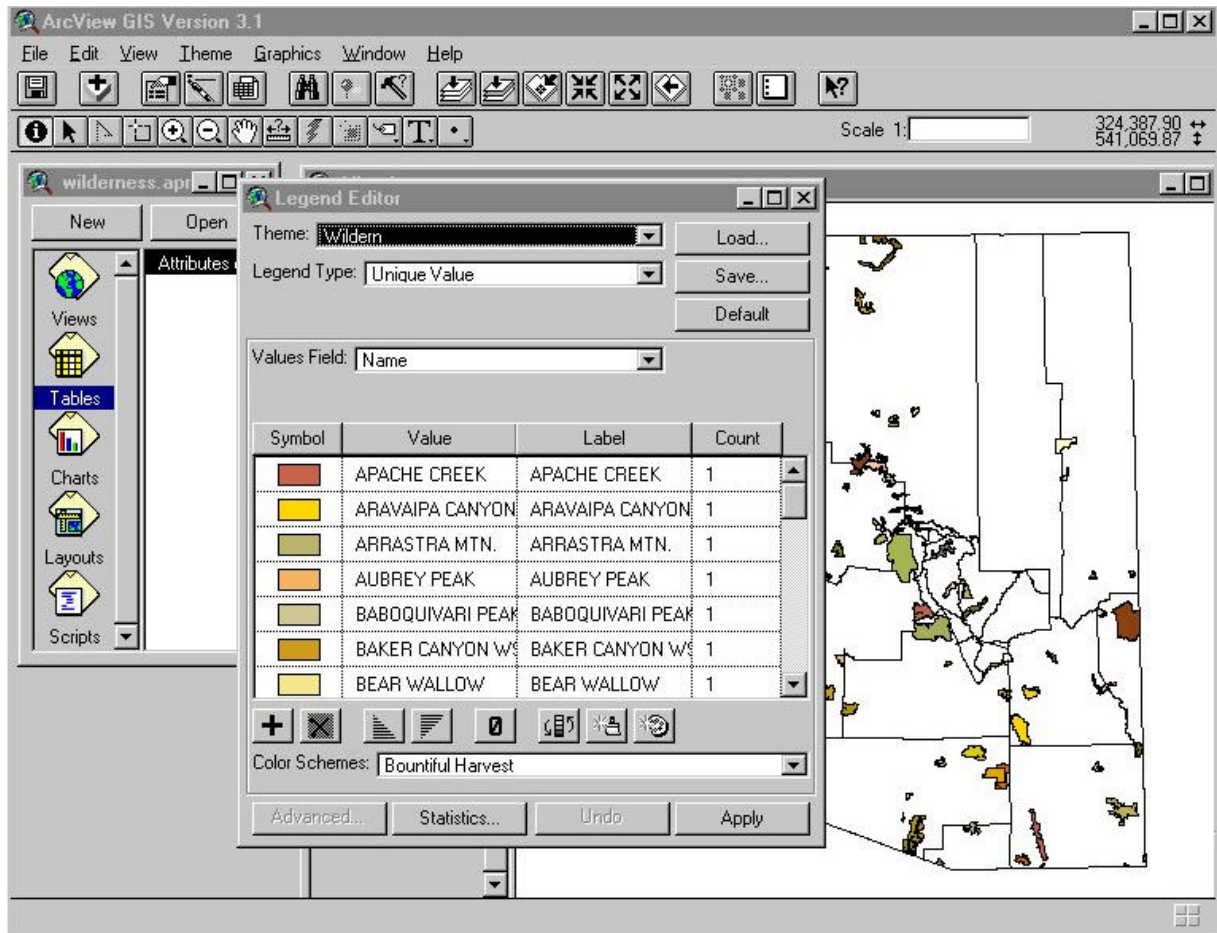 ArcView GIS Version 3.1
File Edit View Theme Graphics Window Help
Scale 1:
324,387.90
541,069.87
wilderness.apr
New Open
Attributes
Views
Tables
Charts
Layouts
Scripts
Legend Editor
Theme: Wildern
Load...
Legend Type: Unique Value
Save...
Default
Values Field: Name
Symbol Value Label Count
APACHE CREEK APACHE CREEK 1
ARAVAIPA CANYON ARAVAIPA CANYON 1
ARRASTRA MTN. ARRASTRA MTN. 1
AUBREY PEAK AUBREY PEAK 1
BABOQUIVARI PEAK BABOQUIVARI PEAK 1
BAKER CANYON BAKER CANYON 1
BEAR WALLOW BEAR WALLOW 1
Color Schemes: Bountiful Harvest
Advanced... Statistics... Undo Apply